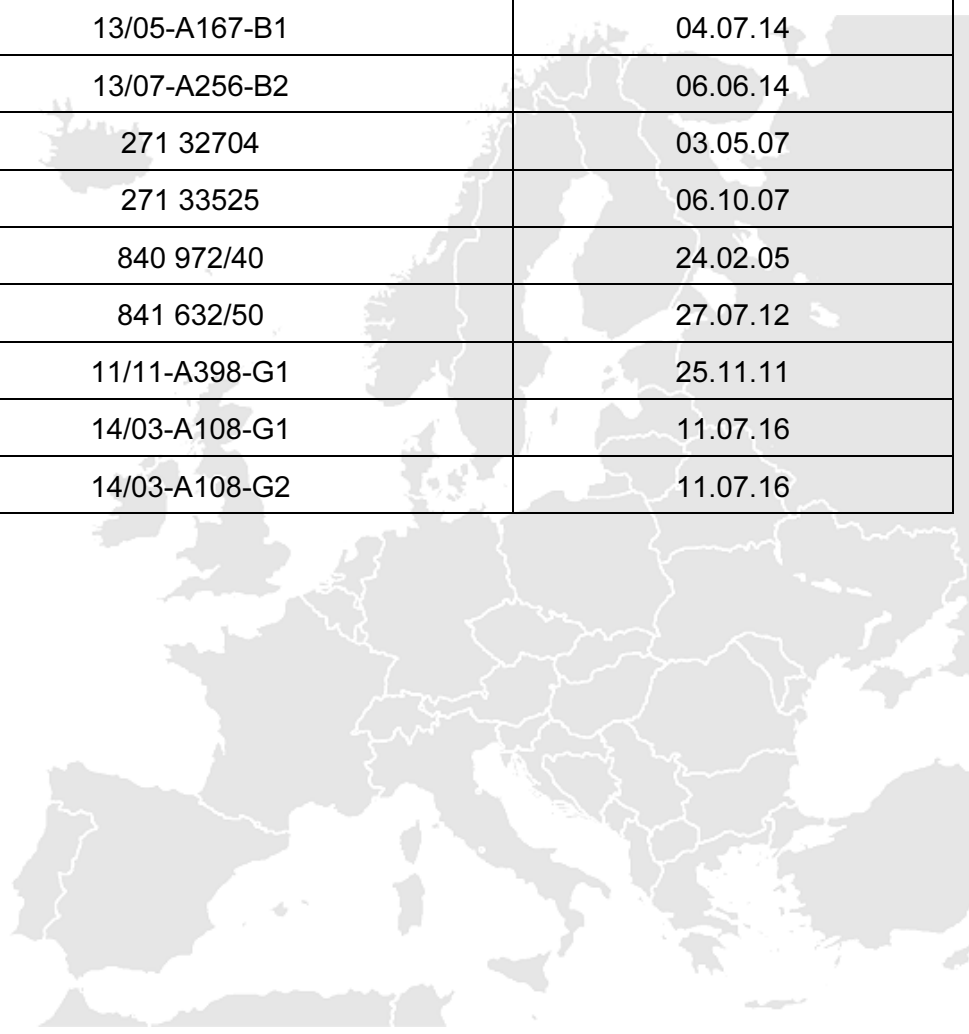 13/05-A167-B1 04.07.14
13/07-A256-B2 06.06.14
271 32704 03.05.07
271 33525 06.10.07
840 972/40 24.02.05
841 632/50 27.07.12
11/11-A398-G1 25.11.11
14/03-A108-G1 11.07.16
14/03-A108-G2 11.07.16